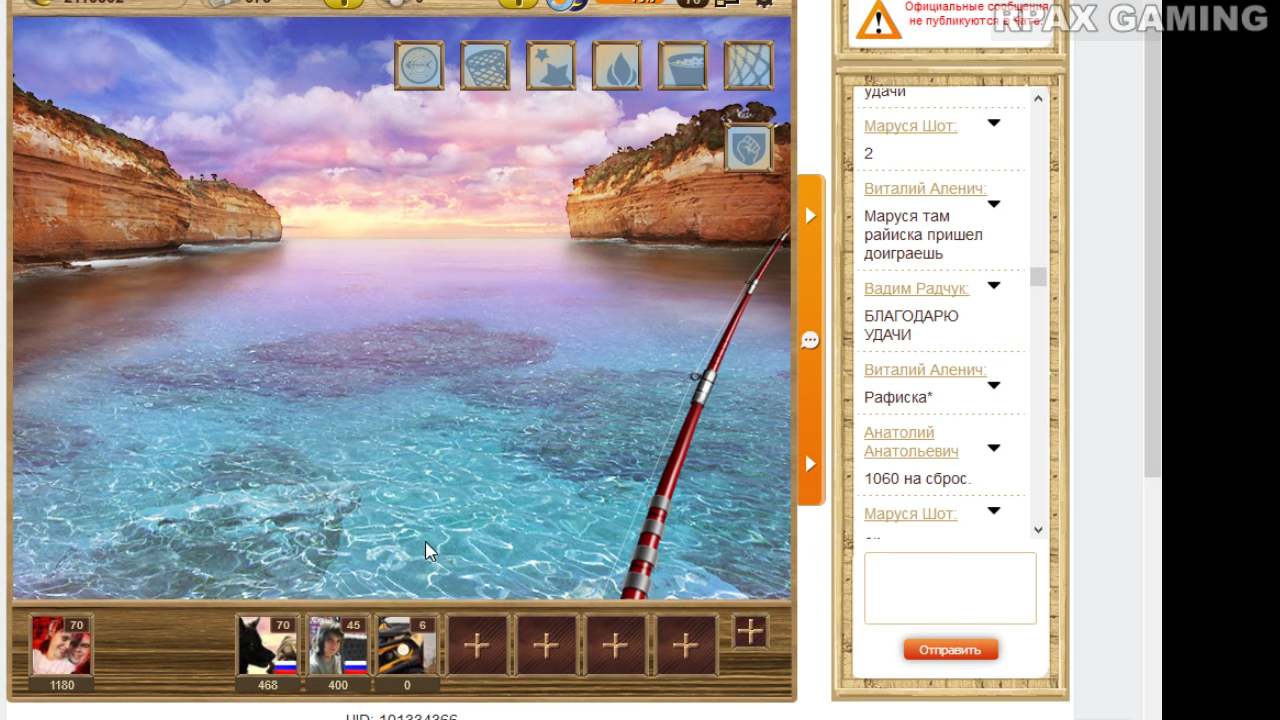 Официальные сообщения
не публикуются в Чате.
RPAX GAMING
удачи
Маруся Шот:
2
Виталий Аленич:
Маруся там
райиска пришел
доиграешь
Вадим Радчук:
БЛАГОДАРЮ
УДАЧИ
Виталий Аленич:
Рафиска*
Анатолий
Анатольевич
1060 на сброс.
Маруся Шот:
Отправить
70
70
45
6
1180
468
400
0
UID: 101334366